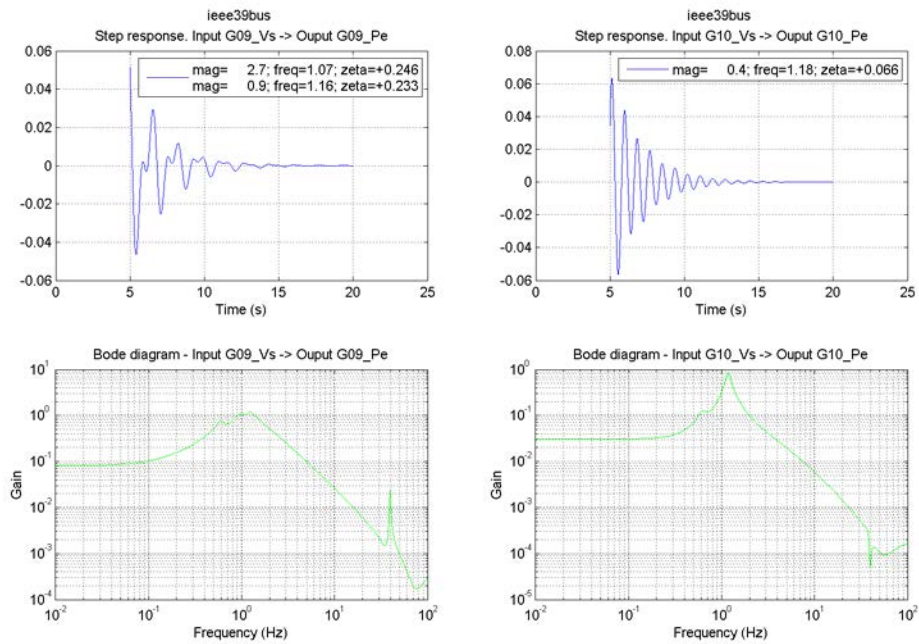 ieee39bus
Step response. Input G09_Vs -> Ouput G09_Pe
mag= 2.7; freq=1.07; zeta=+0.246
mag= 0.9; freq=1.16; zeta=+0.233
0.06
0.04
0.02
0
-0.02
-0.04
-0.06
0 5 10 15 20 25
Time (s)
ieee39bus
Step response. Input G10_Vs -> Ouput G10_Pe
mag= 0.4; freq=1.18; zeta=+0.066
0.08
0.06
0.04
0.02
0
-0.02
-0.04
-0.06
0 5 10 15 20 25
Time (s)
Bode diagram - Input G09_Vs -> Ouput G09_Pe
Gain
10^1
10^0
10^-1
10^-2
10^-3
10^-4
10^-2 10^-1 10^0 10^1 10^2
Frequency (Hz)
Bode diagram - Input G10_Vs -> Ouput G10_Pe
Gain
10^0
10^-1
10^-2
10^-3
10^-4
10^-5
10^-2 10^-1 10^0 10^1 10^2
Frequency (Hz)